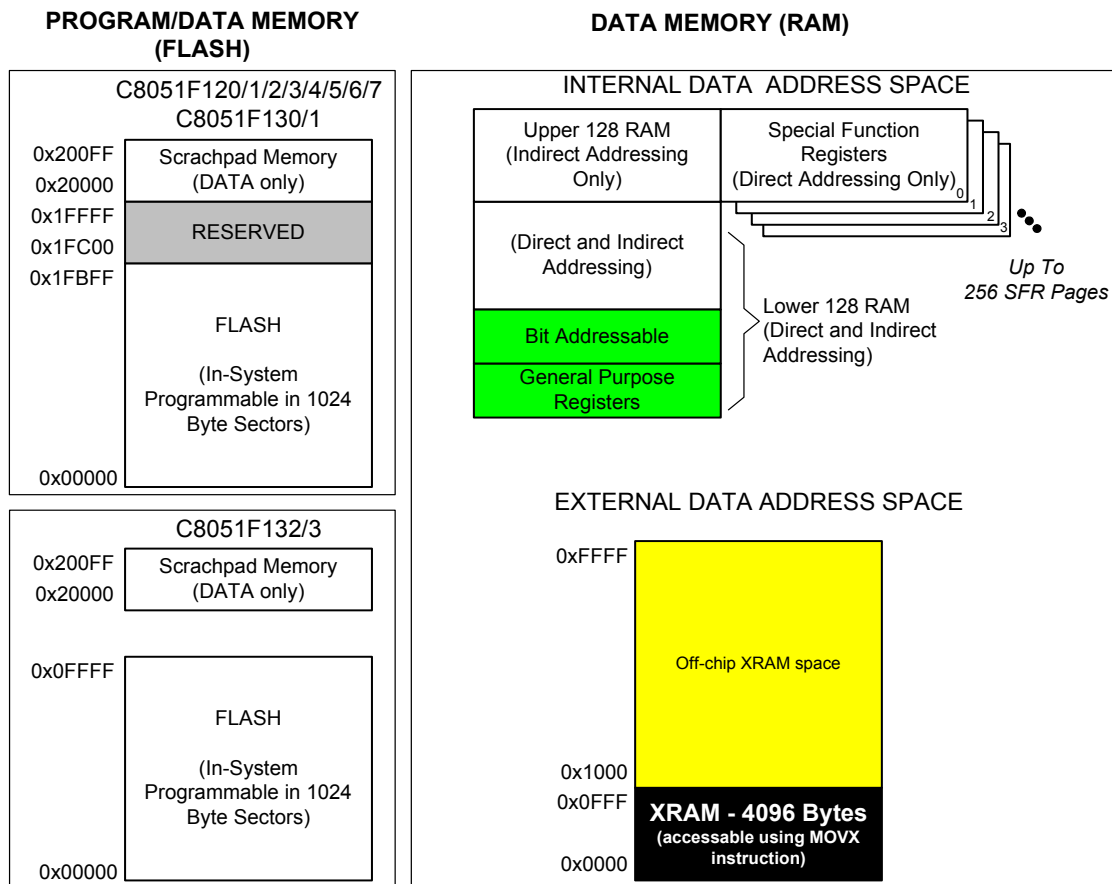 PROGRAM/DATA MEMORY
(FLASH)
C8051F120/1/2/3/4/5/6/7
C8051F130/1
0x200FF
0x20000
Scrachpad Memory
(DATA only)
0x1FFFF
0x1FC00
RESERVED
0x1FBFF
FLASH
(In-System
Programmable in 1024
Byte Sectors)
0x00000
C8051F132/3
0x200FF
0x20000
Scrachpad Memory
(DATA only)
0x0FFFF
FLASH
(In-System
Programmable in 1024
Byte Sectors)
0x00000
DATA MEMORY (RAM)
INTERNAL DATA ADDRESS SPACE
Upper 128 RAM
(Indirect Addressing
Only)
Special Function
Registers
(Direct Addressing Only)
0
1
2
3
Up To
256 SFR Pages
(Direct and Indirect
Addressing)
Bit Addressable
General Purpose
Registers
Lower 128 RAM
(Direct and Indirect
Addressing)
EXTERNAL DATA ADDRESS SPACE
0xFFFF
Off-chip XRAM space
0x1000
0x0FFF
XRAM - 4096 Bytes
(accessable using MOVX
instruction)
0x0000